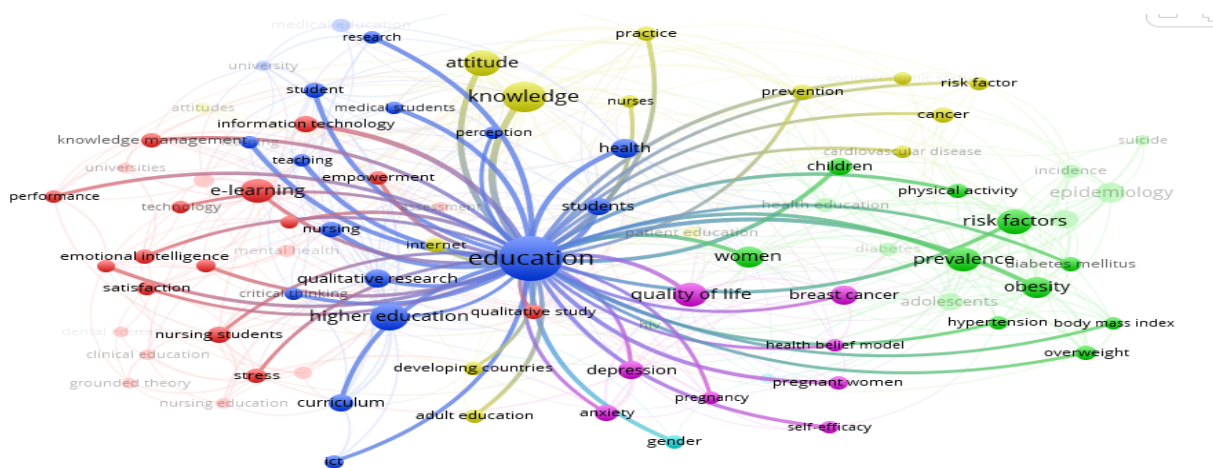 medical education
research
practice
attitude
university
student
knowledge
prevention
risk factor
attitudes
medical students
nurses
cancer
information technology
perception
knowledge management
health
suicide
cardiovascular disease
teaching
children
universities
incidence
empowerment
e-learning
physical activity
epidemiology
performance
technology
assessment
students
health education
risk factors
nursing
patient education
internet
mental health
diabetes
emotional intelligence
education
women
prevalence
diabetes mellitus
qualitative research
satisfaction
critical thinking
quality of life
breast cancer
obesity
adolescents
higher education
qualitative study
hiv
hypertension
body mass index
nursing students
health belief model
clinical education
overweight
developing countries
depression
stress
grounded theory
pregnant women
nursing education
curriculum
pregnancy
adult education
anxiety
self-efficacy
gender
ict